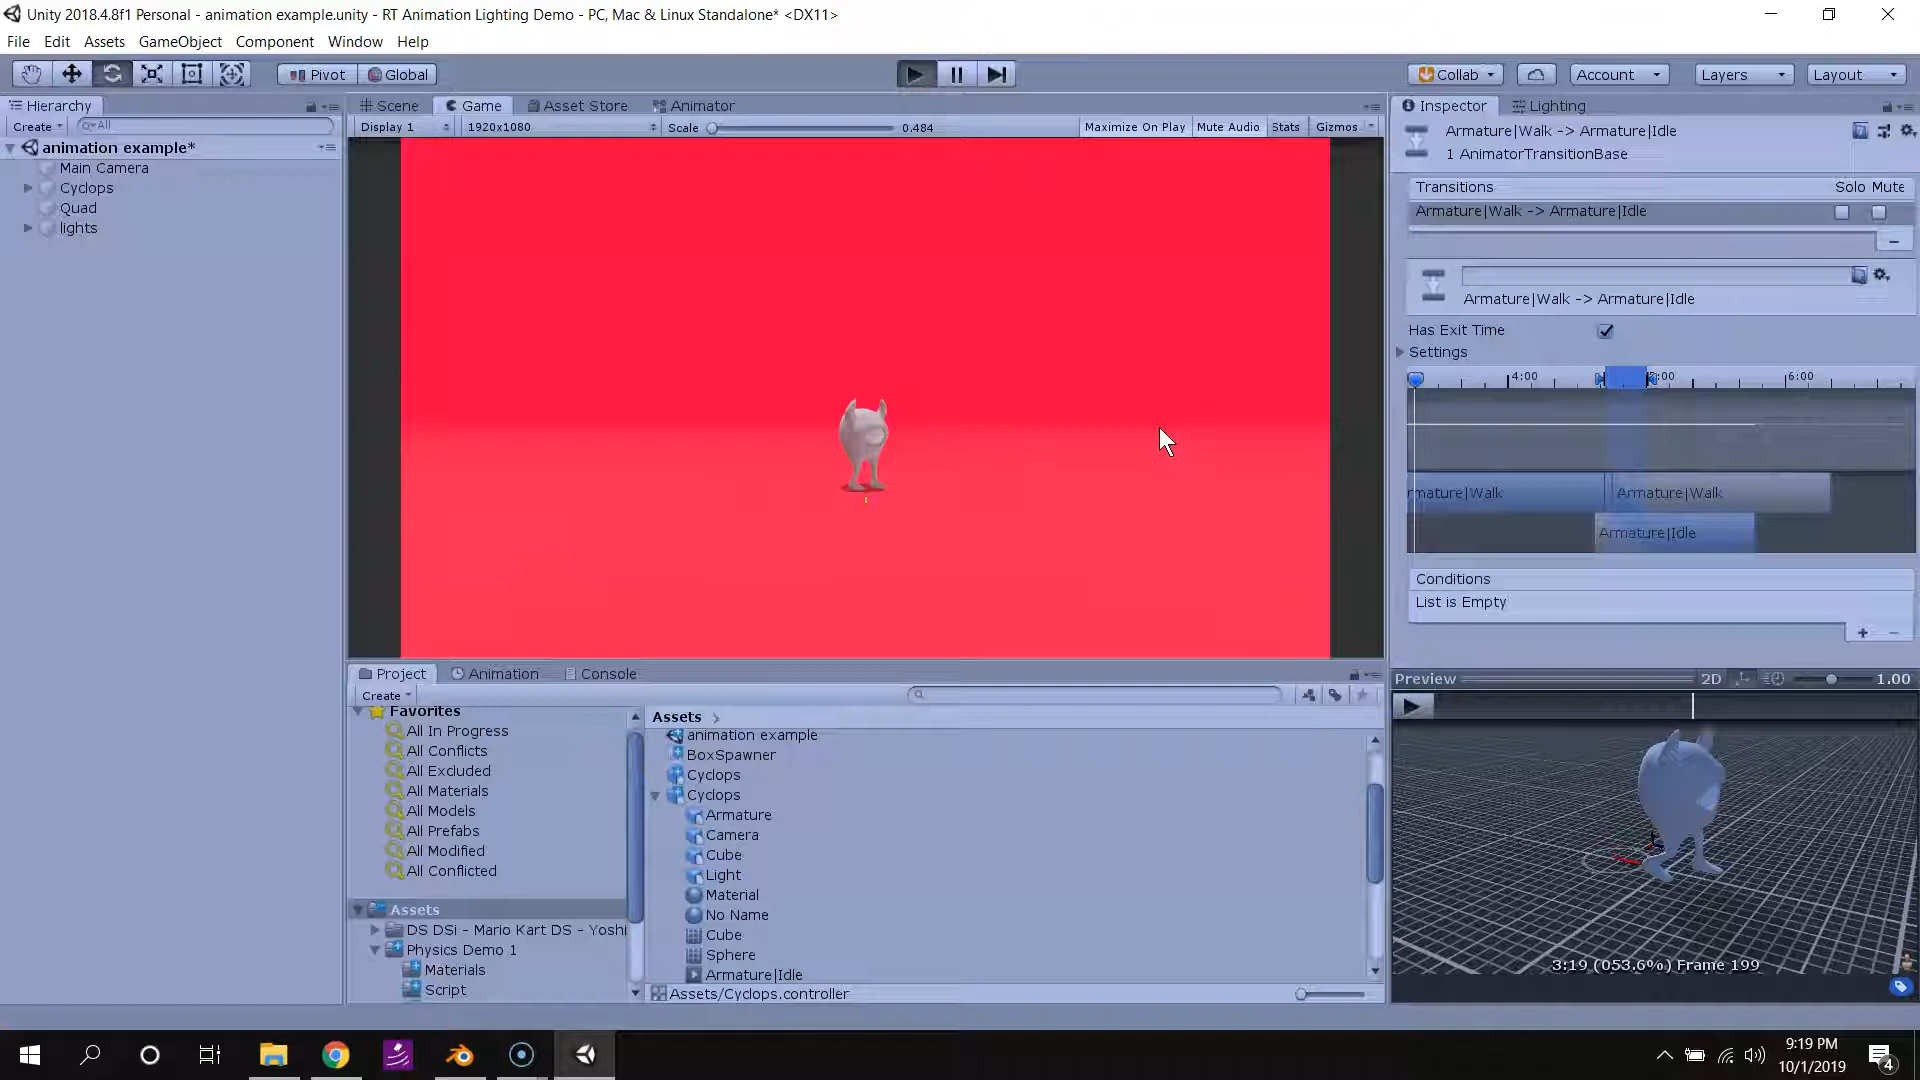 Unity 2018.4.8f1 Personal - animation example.unity - RT Animation Lighting Demo - PC, Mac & Linux Standalone* <DX11>
File Edit Assets GameObject Component Window Help
Pivot Global Collab Account Layers Layout
Hierarchy
Create All
animation example*
Main Camera
Cyclops
Quad
lights
Scene Game Asset Store Animator
Display 1 1920x1080 Scale 0.484 Maximize On Play Mute Audio Stats Gizmos
Inspector Lighting
Armature|Walk -> Armature|Idle
1 AnimatorTransitionBase
Transitions Solo Mute
Armature|Walk -> Armature|Idle
Armature|Walk -> Armature|Idle
Has Exit Time
Settings
4:00 :00 6:00
mature|Walk Armature|Walk
Armature|Idle
Conditions
List is Empty
Preview 2D 1.00
3:19 (053.6%) Frame 199
Project Animation Console
Create
Favorites
All In Progress
All Conflicts
All Excluded
All Materials
All Models
All Prefabs
All Modified
All Conflicted
Assets
DS DSi - Mario Kart DS - Yoshi
Physics Demo 1
Materials
Script
Assets
animation example
BoxSpawner
Cyclops
Cyclops
Armature
Camera
Cube
Light
Material
No Name
Cube
Sphere
Armature|Idle
Assets/Cyclops.controller
9:19 PM
10/1/2019
4